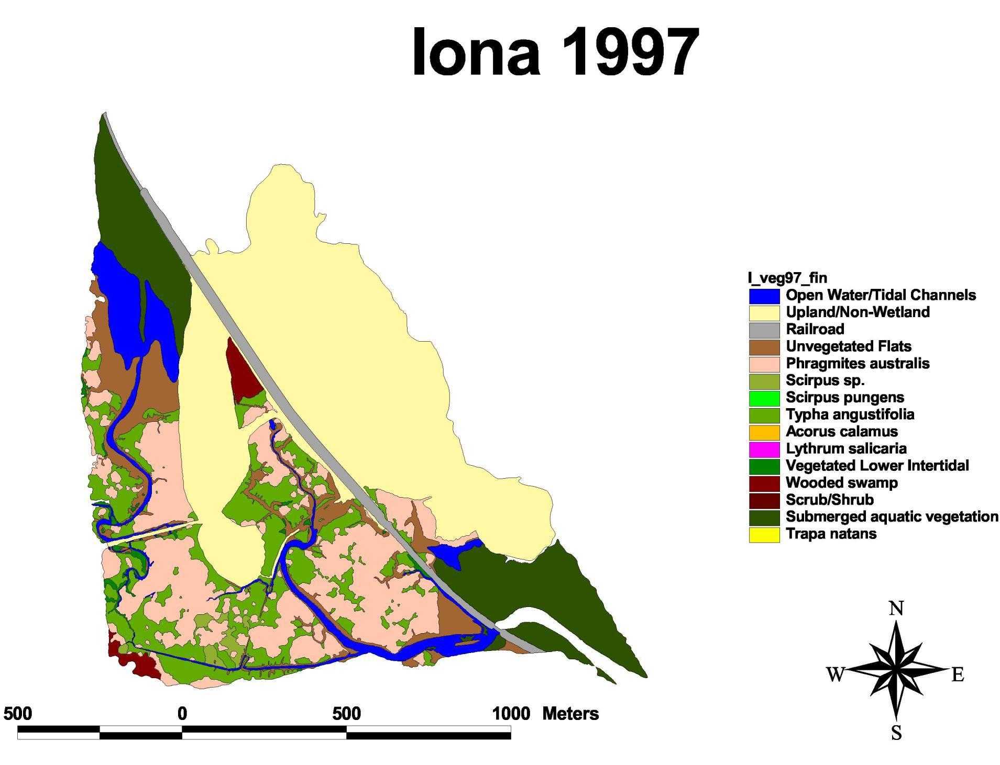 Iona 1997
I_veg97_fin
Open Water/Tidal Channels
Upland/Non-Wetland
Railroad
Unvegetated Flats
Phragmites australis
Scirpus sp.
Scirpus pungens
Typha angustifolia
Acorus calamus
Lythrum salicaria
Vegetated Lower Intertidal
Wooded swamp
Scrub/Shrub
Submerged aquatic vegetation
Trapa natans
N
W E
S
500 0 500 1000 Meters